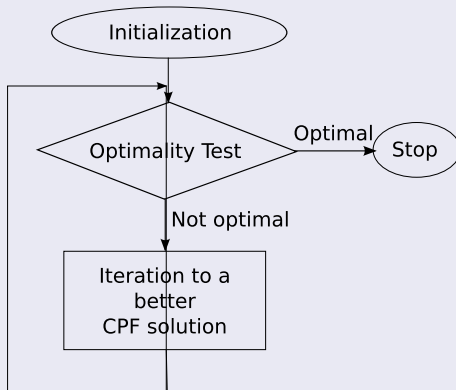 Initialization
Optimality Test
Optimal
Stop
Not optimal
Iteration to a
better
CPF solution